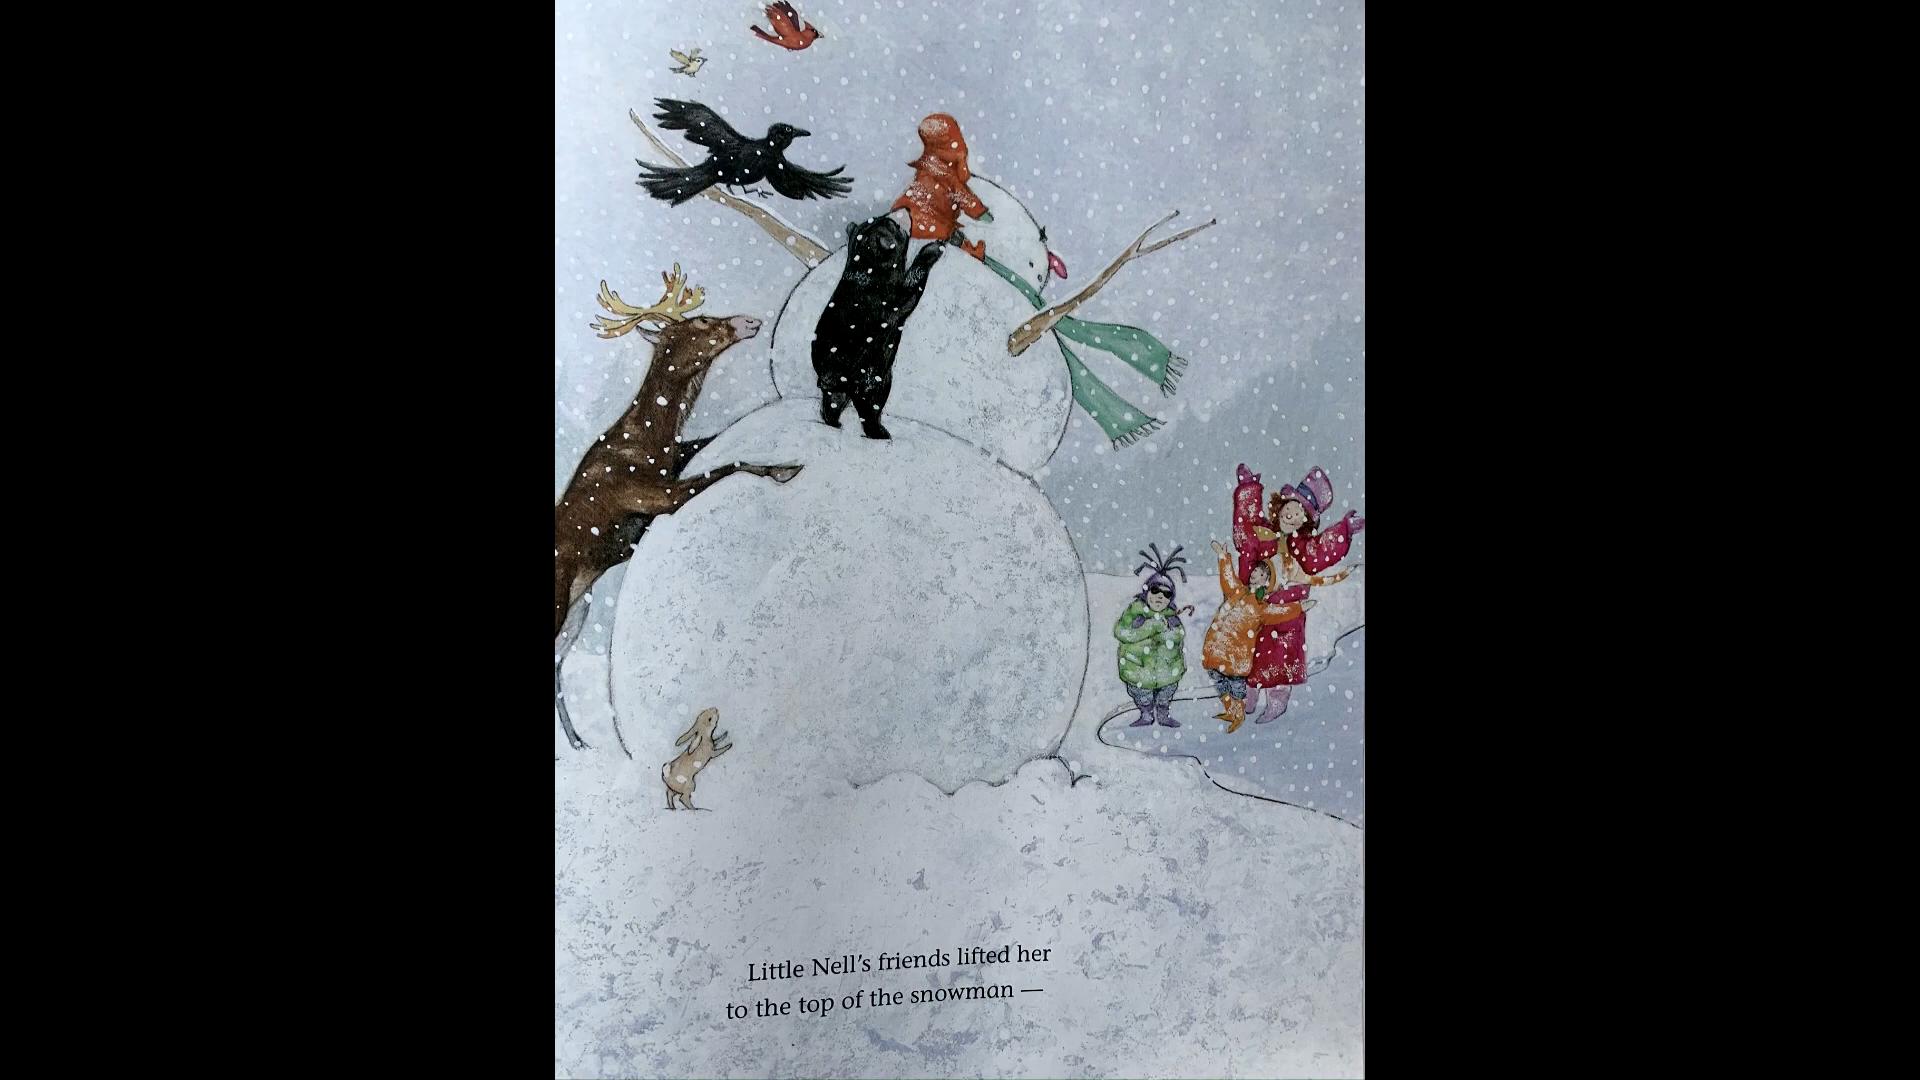 Little Nell's friends lifted her
to the top of the snowman —